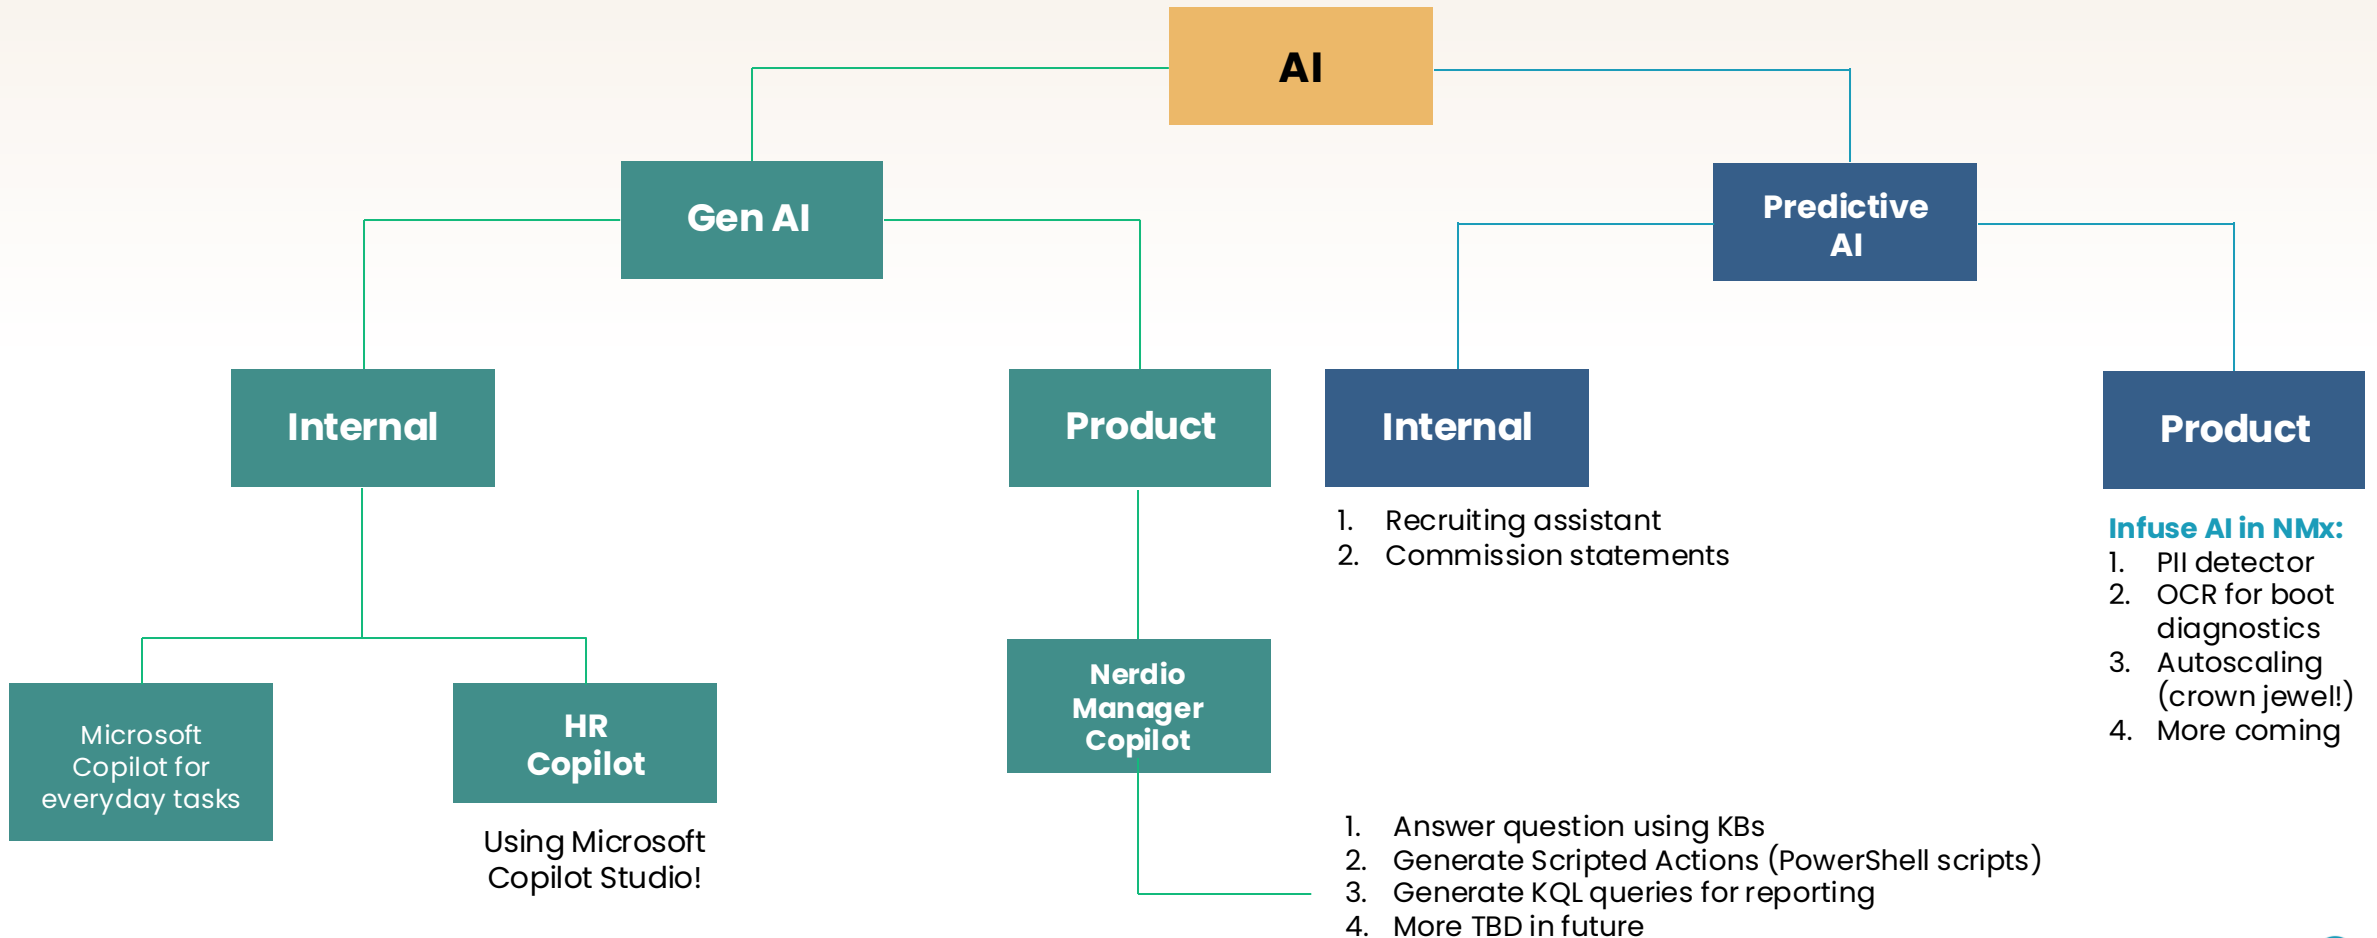 AI
Gen AI
Predictive
AI
Internal
Product
Internal
Product
Microsoft
Copilot for
everyday tasks
HR
Copilot
Using Microsoft
Copilot Studio!
Nerdio
Manager
Copilot
1. Answer question using KBs
2. Generate Scripted Actions (PowerShell scripts)
3. Generate KQL queries for reporting
4. More TBD in future
1. Recruiting assistant
2. Commission statements
Infuse AI in NMx:
1. PII detector
2. OCR for boot
diagnostics
3. Autoscaling
(crown jewel!)
4. More coming